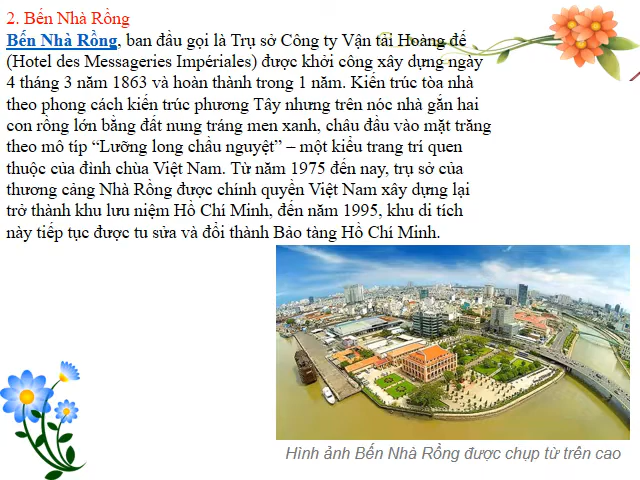 2. Bến Nhà Rồng
Bến Nhà Rồng, ban đầu gọi là Trụ sở Công ty Vận tải Hoàng đế
(Hotel des Messageries Impériales) được khởi công xây dựng ngày
4 tháng 3 năm 1863 và hoàn thành trong 1 năm. Kiến trúc tòa nhà
theo phong cách kiến trúc phương Tây nhưng trên nóc nhà gắn hai
con rồng lớn bằng đất nung tráng men xanh, châu đầu vào mặt trăng
theo mô típ “Lưỡng long chầu nguyệt” – một kiểu trang trí quen
thuộc của đình chùa Việt Nam. Từ năm 1975 đến nay, trụ sở của
thương cảng Nhà Rồng được chính quyền Việt Nam xây dựng lại
trở thành khu lưu niệm Hồ Chí Minh, đến năm 1995, khu di tích
này tiếp tục được tu sửa và đổi thành Bảo tàng Hồ Chí Minh.
Hình ảnh Bến Nhà Rồng được chụp từ trên cao